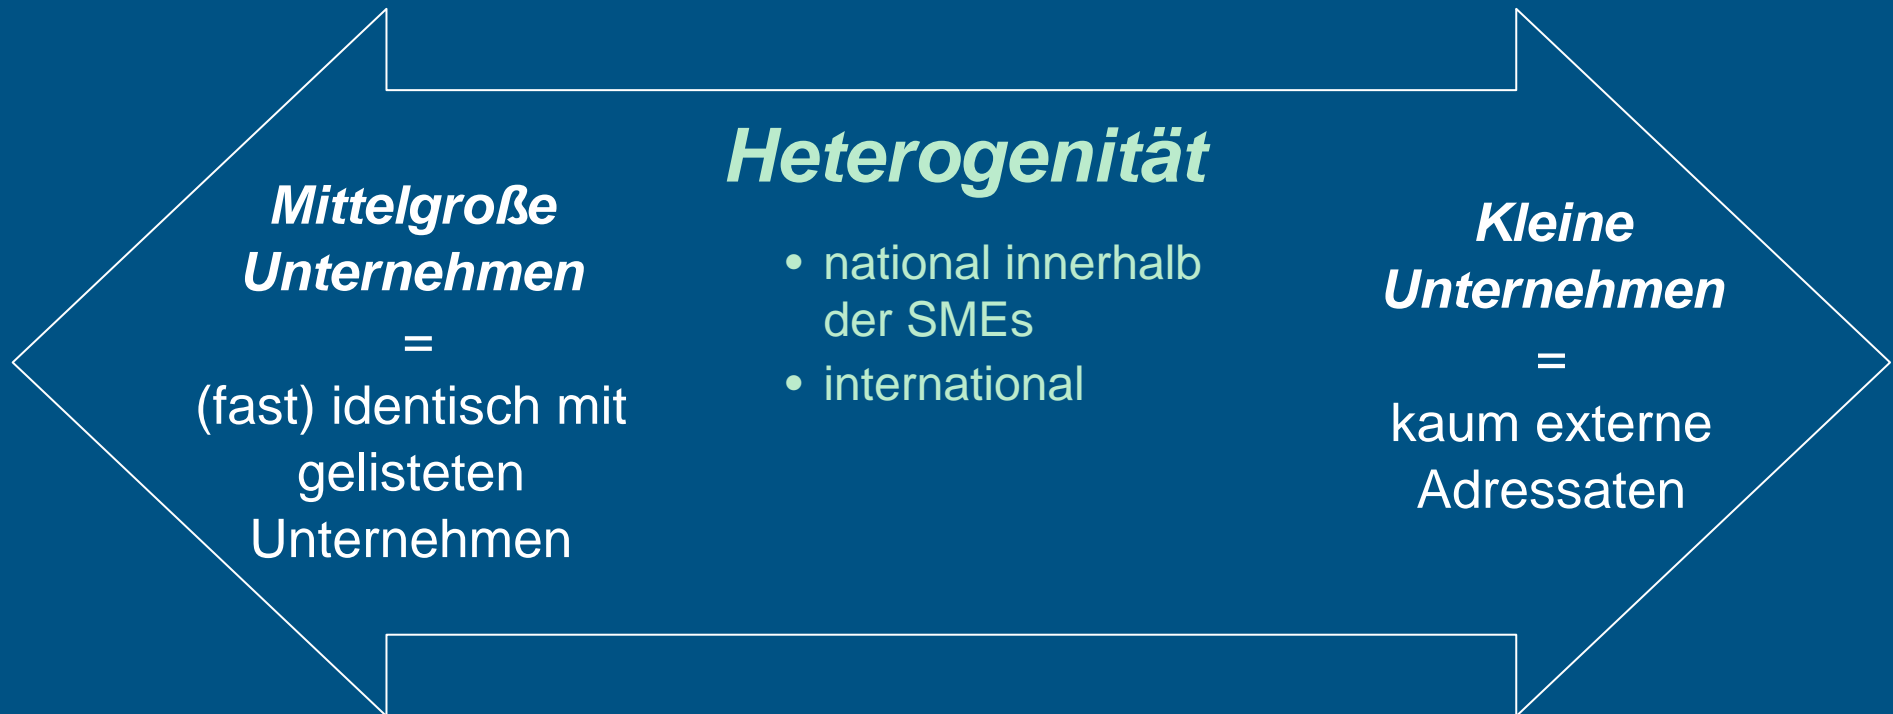 Mittelgroße
Unternehmen
=
(fast) identisch mit
gelisteten
Unternehmen
Heterogenität
• national innerhalb
der SMEs
• international
Kleine
Unternehmen
=
kaum externe
Adressaten